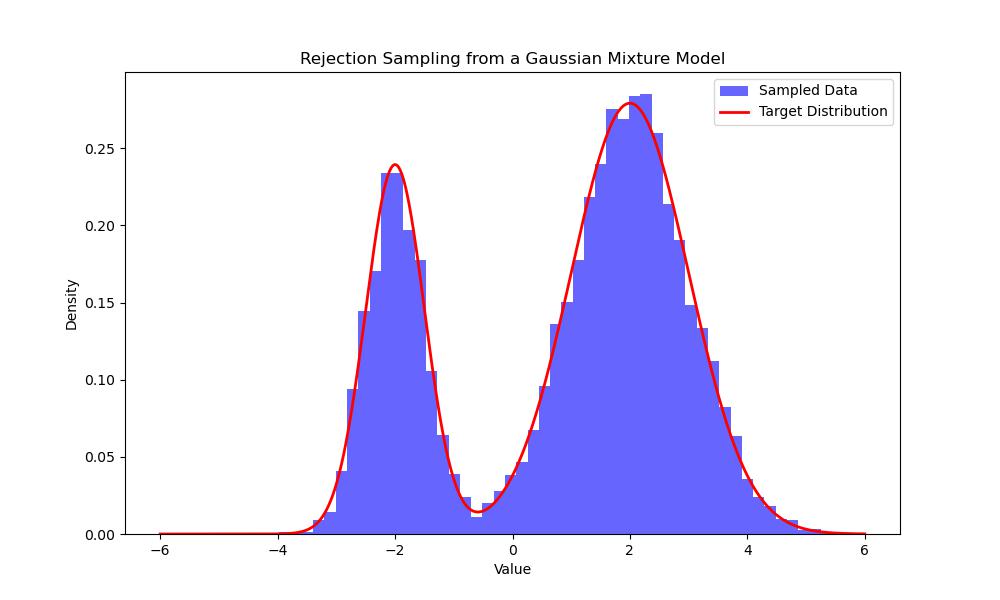 Rejection Sampling from a Gaussian Mixture Model
Sampled Data
Target Distribution
0.25
0.20
0.15
0.10
0.05
0.00
Density
−6
−4
−2
0
2
4
6
Value